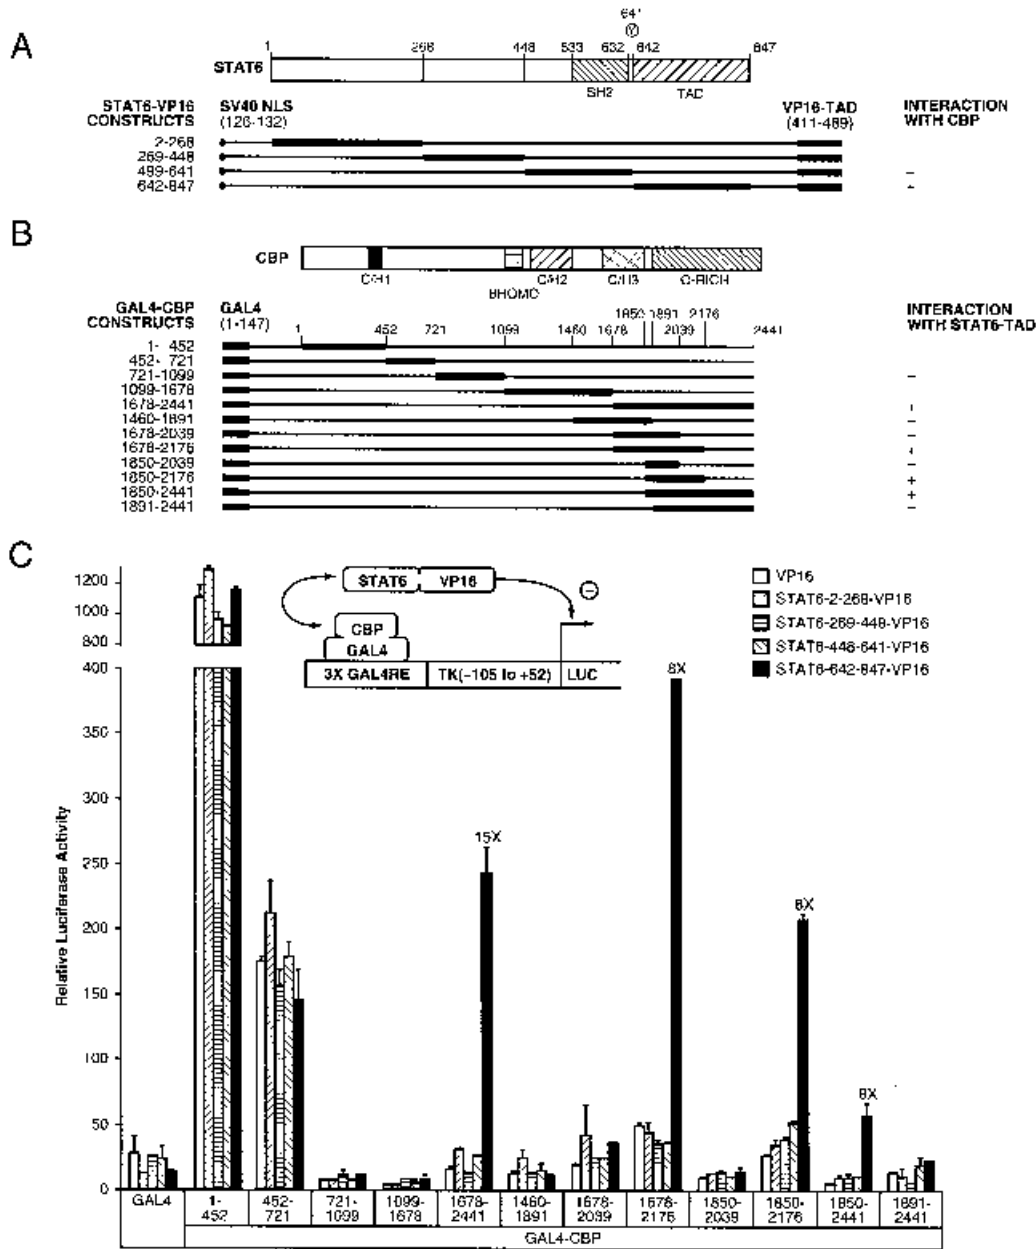 A
64'
Y
1 268 448 533 632 642 847
STAT6
SH2 TAD
STAT6-VP16 CONSTRUCTS
SV40 NLS (126-132)
VP16-TAD (411-489)
INTERACTION WITH CBP
2-268
269-448
499-641 –
642-847
B
CBP
C/H1 BROMO C/H2 C/H3 Q-RICH
GAL4-CBP CONSTRUCTS
GAL4 (1-147)
INTERACTION WITH STAT6-TAD
1 452 721 1099 1460 1678 1850 1891 2039 2176 2441
1- 452
452- 721
721-1099 –
1099-1678 –
1678-2441 +
1460-1891 –
1678-2039 –
1678-2176 +
1850-2039 –
1850-2176 +
1850-2441 +
1891-2441 –
C
STAT6 VP16
–
CBP
GAL4
3X GAL4RE TK(-105 to +52) LUC
VP16
STAT6-2-268-VP16
STAT6-269-448-VP16
STAT6-448-641-VP16
STAT6-642-847-VP16
Relative Luciferase Activity
1200
1000
800
400
350
300
250
200
150
100
50
0
15X
8X
8X
GAL4
1-452
452-721
721-1099
1099-1678
1678-2441
1460-1891
1678-2039
1678-2176
1850-2039
1850-2176
1850-2441
1891-2441
GAL4-CBP